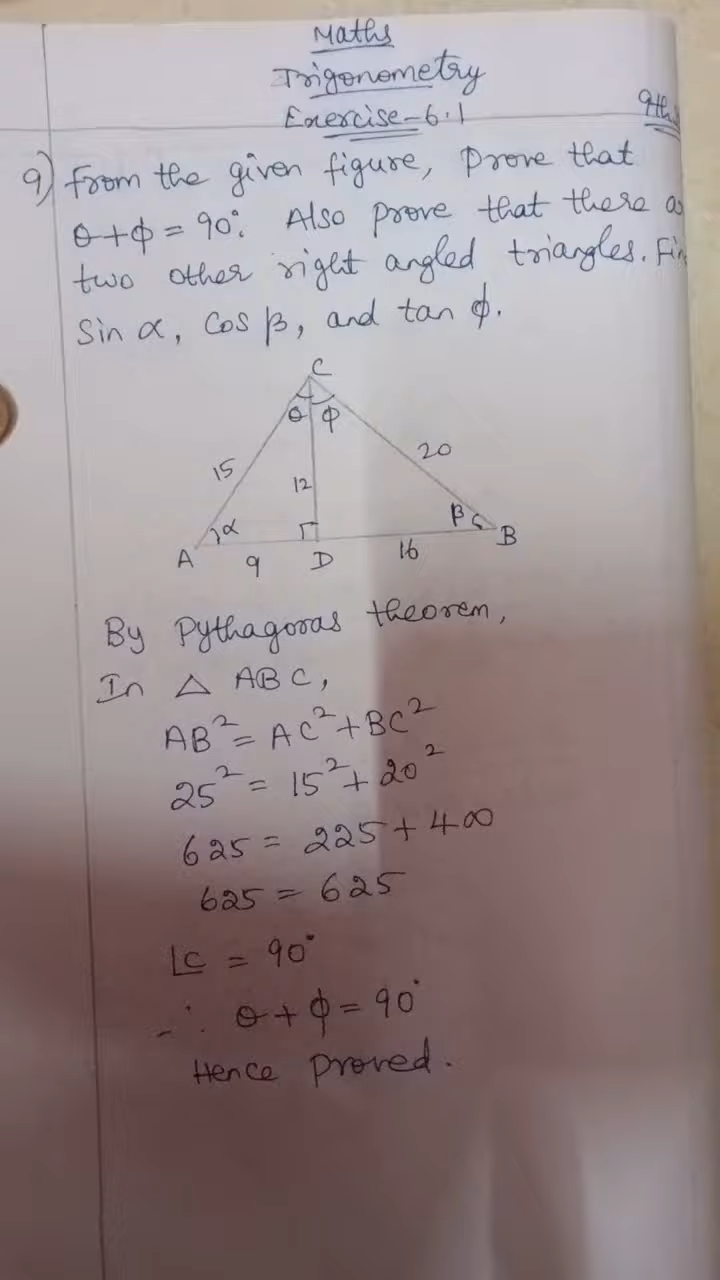 Maths
Trigonometry
Exercise-6.1
9th
9) From the given figure, Prove that
θ+ϕ = 90°. Also prove that there
two other right angled triangles.
Sin α, Cos β, and tan ϕ.
C
θ ϕ
15
20
12
α
β
A
B
9
D
16
By Pythagoras theorem,
In △ ABC,
AB² = AC² + BC²
25² = 15² + 20²
625 = 225 + 400
625 = 625
∠C = 90°
∴ θ + ϕ = 90°
Hence Proved.